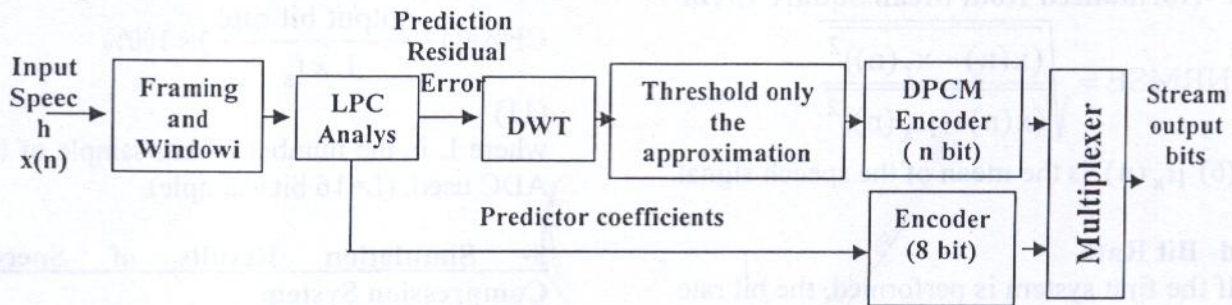 Prediction
Residual
Error
Input
Speec
h
x(n)
Framing
and
Windowi
LPC
Analys
DWT
Threshold only
the
approximation
DPCM
Encoder
( n bit)
Predictor coefficients
Encoder
(8 bit)
Multiplexer
Stream
output
bits